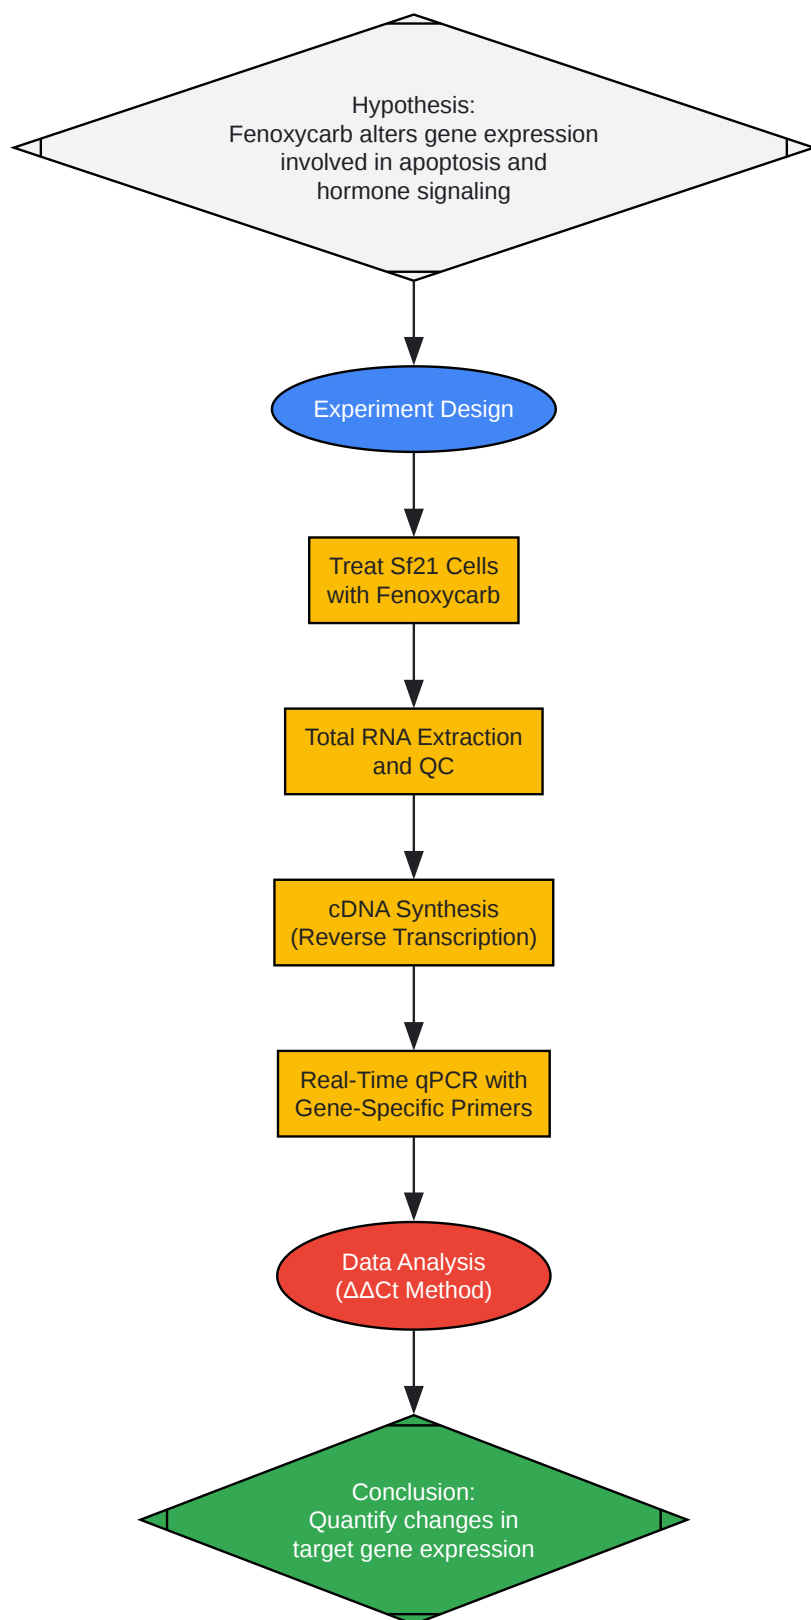 Hypothesis:
Fenoxycarb alters gene expression
involved in apoptosis and
hormone signaling
Experiment Design
Treat Sf21 Cells
with Fenoxycarb
Total RNA Extraction
and QC
cDNA Synthesis
(Reverse Transcription)
Real-Time qPCR with
Gene-Specific Primers
Data Analysis
(ΔΔCt Method)
Conclusion:
Quantify changes in
target gene expression